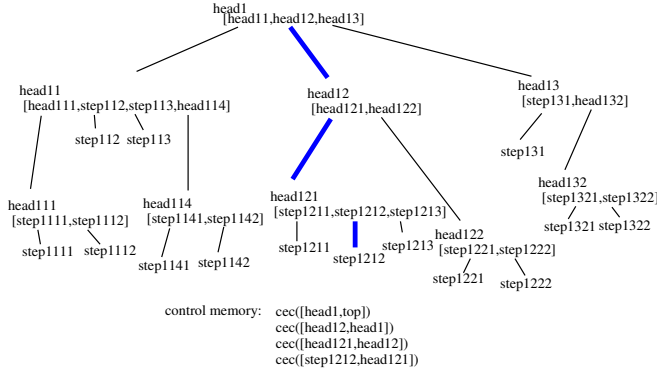 head1
[head11,head12,head13]
head11
[head111,step112,step113,head114]
step112 step113
head12
[head121,head122]
head13
[step131,head132]
step131
head111
[step1111,step1112]
step1111 step1112
head114
[step1141,step1142]
step1141 step1142
head121
[step1211,step1212,step1213]
step1211 step1212 step1213
head122
[step1221,step1222]
step1221 step1222
head132
[step1321,step1322]
step1321 step1322
control memory: cec([head1,top])
cec([head12,head1])
cec([head121,head12])
cec([step1212,head121])